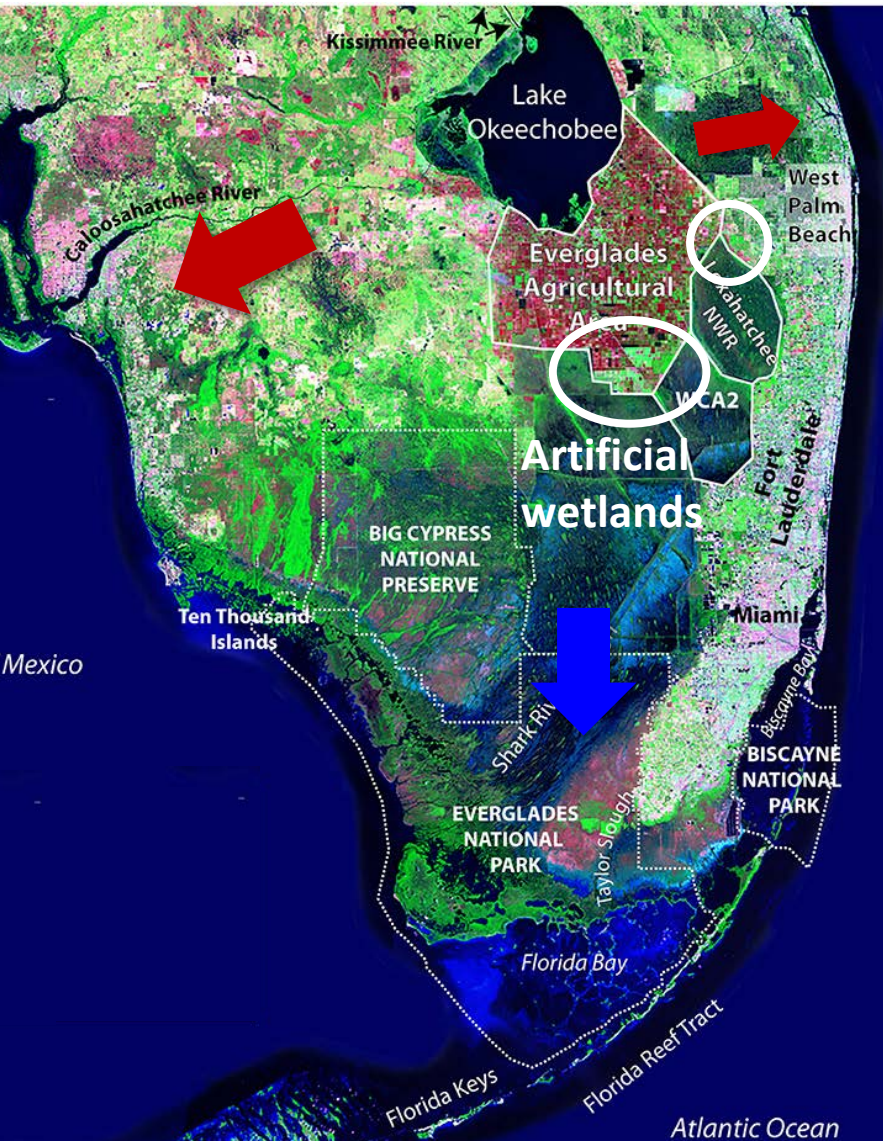 Kissimmee River
Lake
Okeechobee
West
Palm
Beach
Caloosahatchee River
Everglades
Agricultural
Area
NWR
WCA2
Artificial
wetlands
Fort
Lauderdale
BIG CYPRESS
NATIONAL
PRESERVE
Ten Thousand
Islands
Miami
Mexico
Shark
Biscayne Bay
BISCAYNE
NATIONAL
PARK
EVERGLADES
NATIONAL
PARK
Taylor Slough
Florida Bay
Florida Keys
Florida Reef Tract
Atlantic Ocean